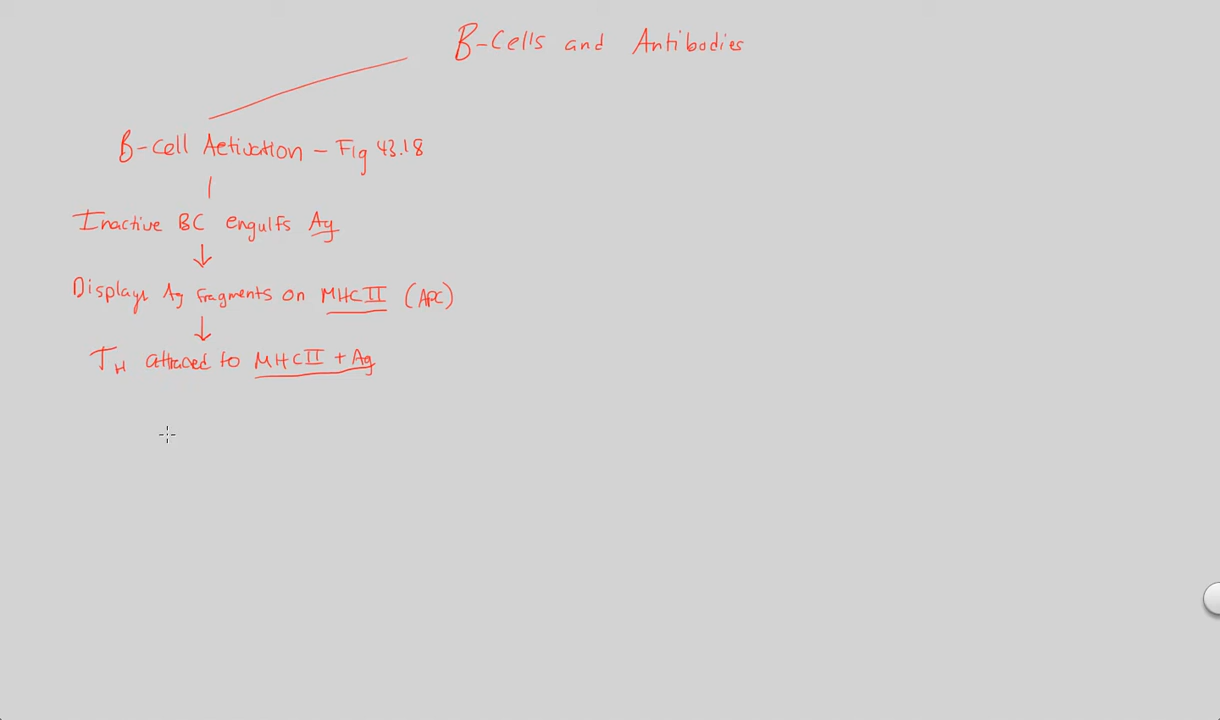 B-Cells and Antibodies
B-cell Activation - Fig 43.18
Inactive BC engulfs Ag
Displays Ag fragments on MHC II (APC)
TH attraced to MHC II + Ag